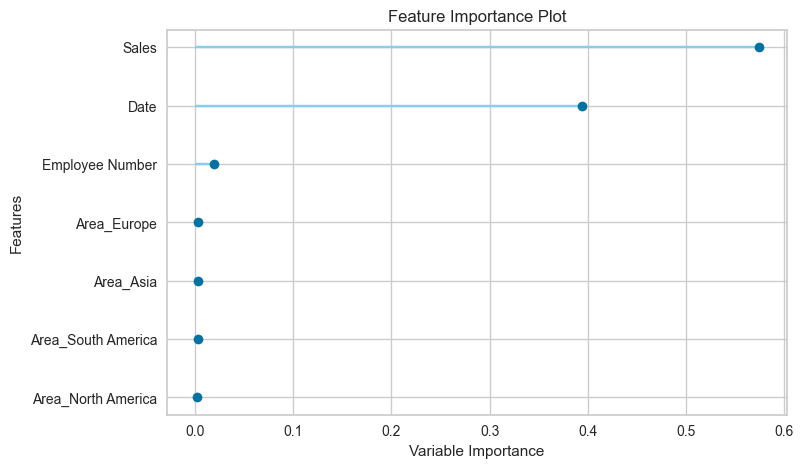 Feature Importance Plot
Sales
Date
Employee Number
Area_Europe
Area_Asia
Area_South America
Area_North America
Features
0.0 0.1 0.2 0.3 0.4 0.5 0.6
Variable Importance